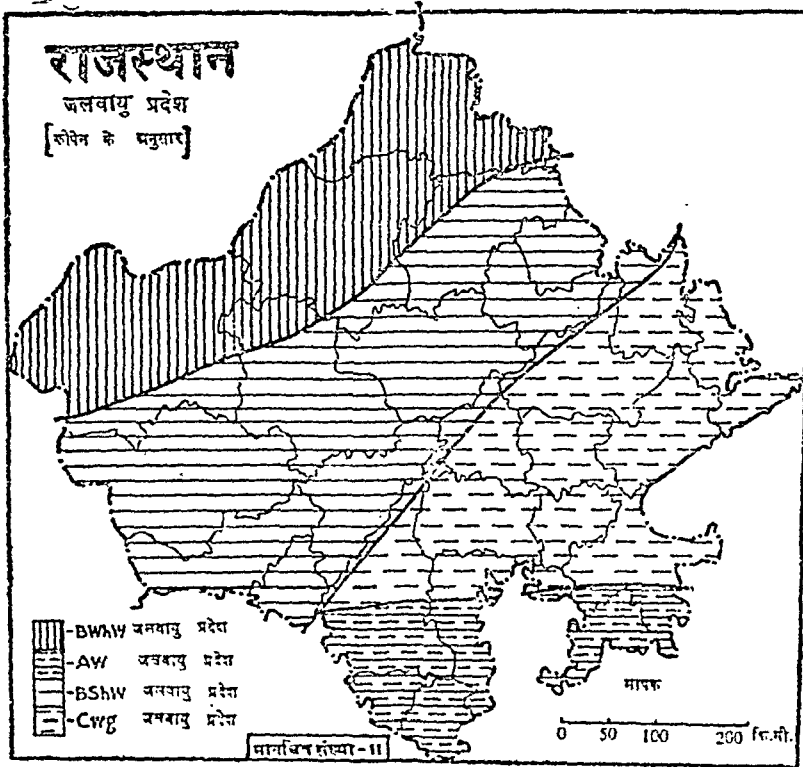 राजस्थान
जलवायु प्रदेश
[कोपेन के अनुसार]
-BWhW जलवायु प्रदेश
-AW जलवायु प्रदेश
-BShW जलवायु प्रदेश
-Cwg जलवायु प्रदेश
मानचित्र संख्या-11
मापक
0 50 100 200 कि.मी.